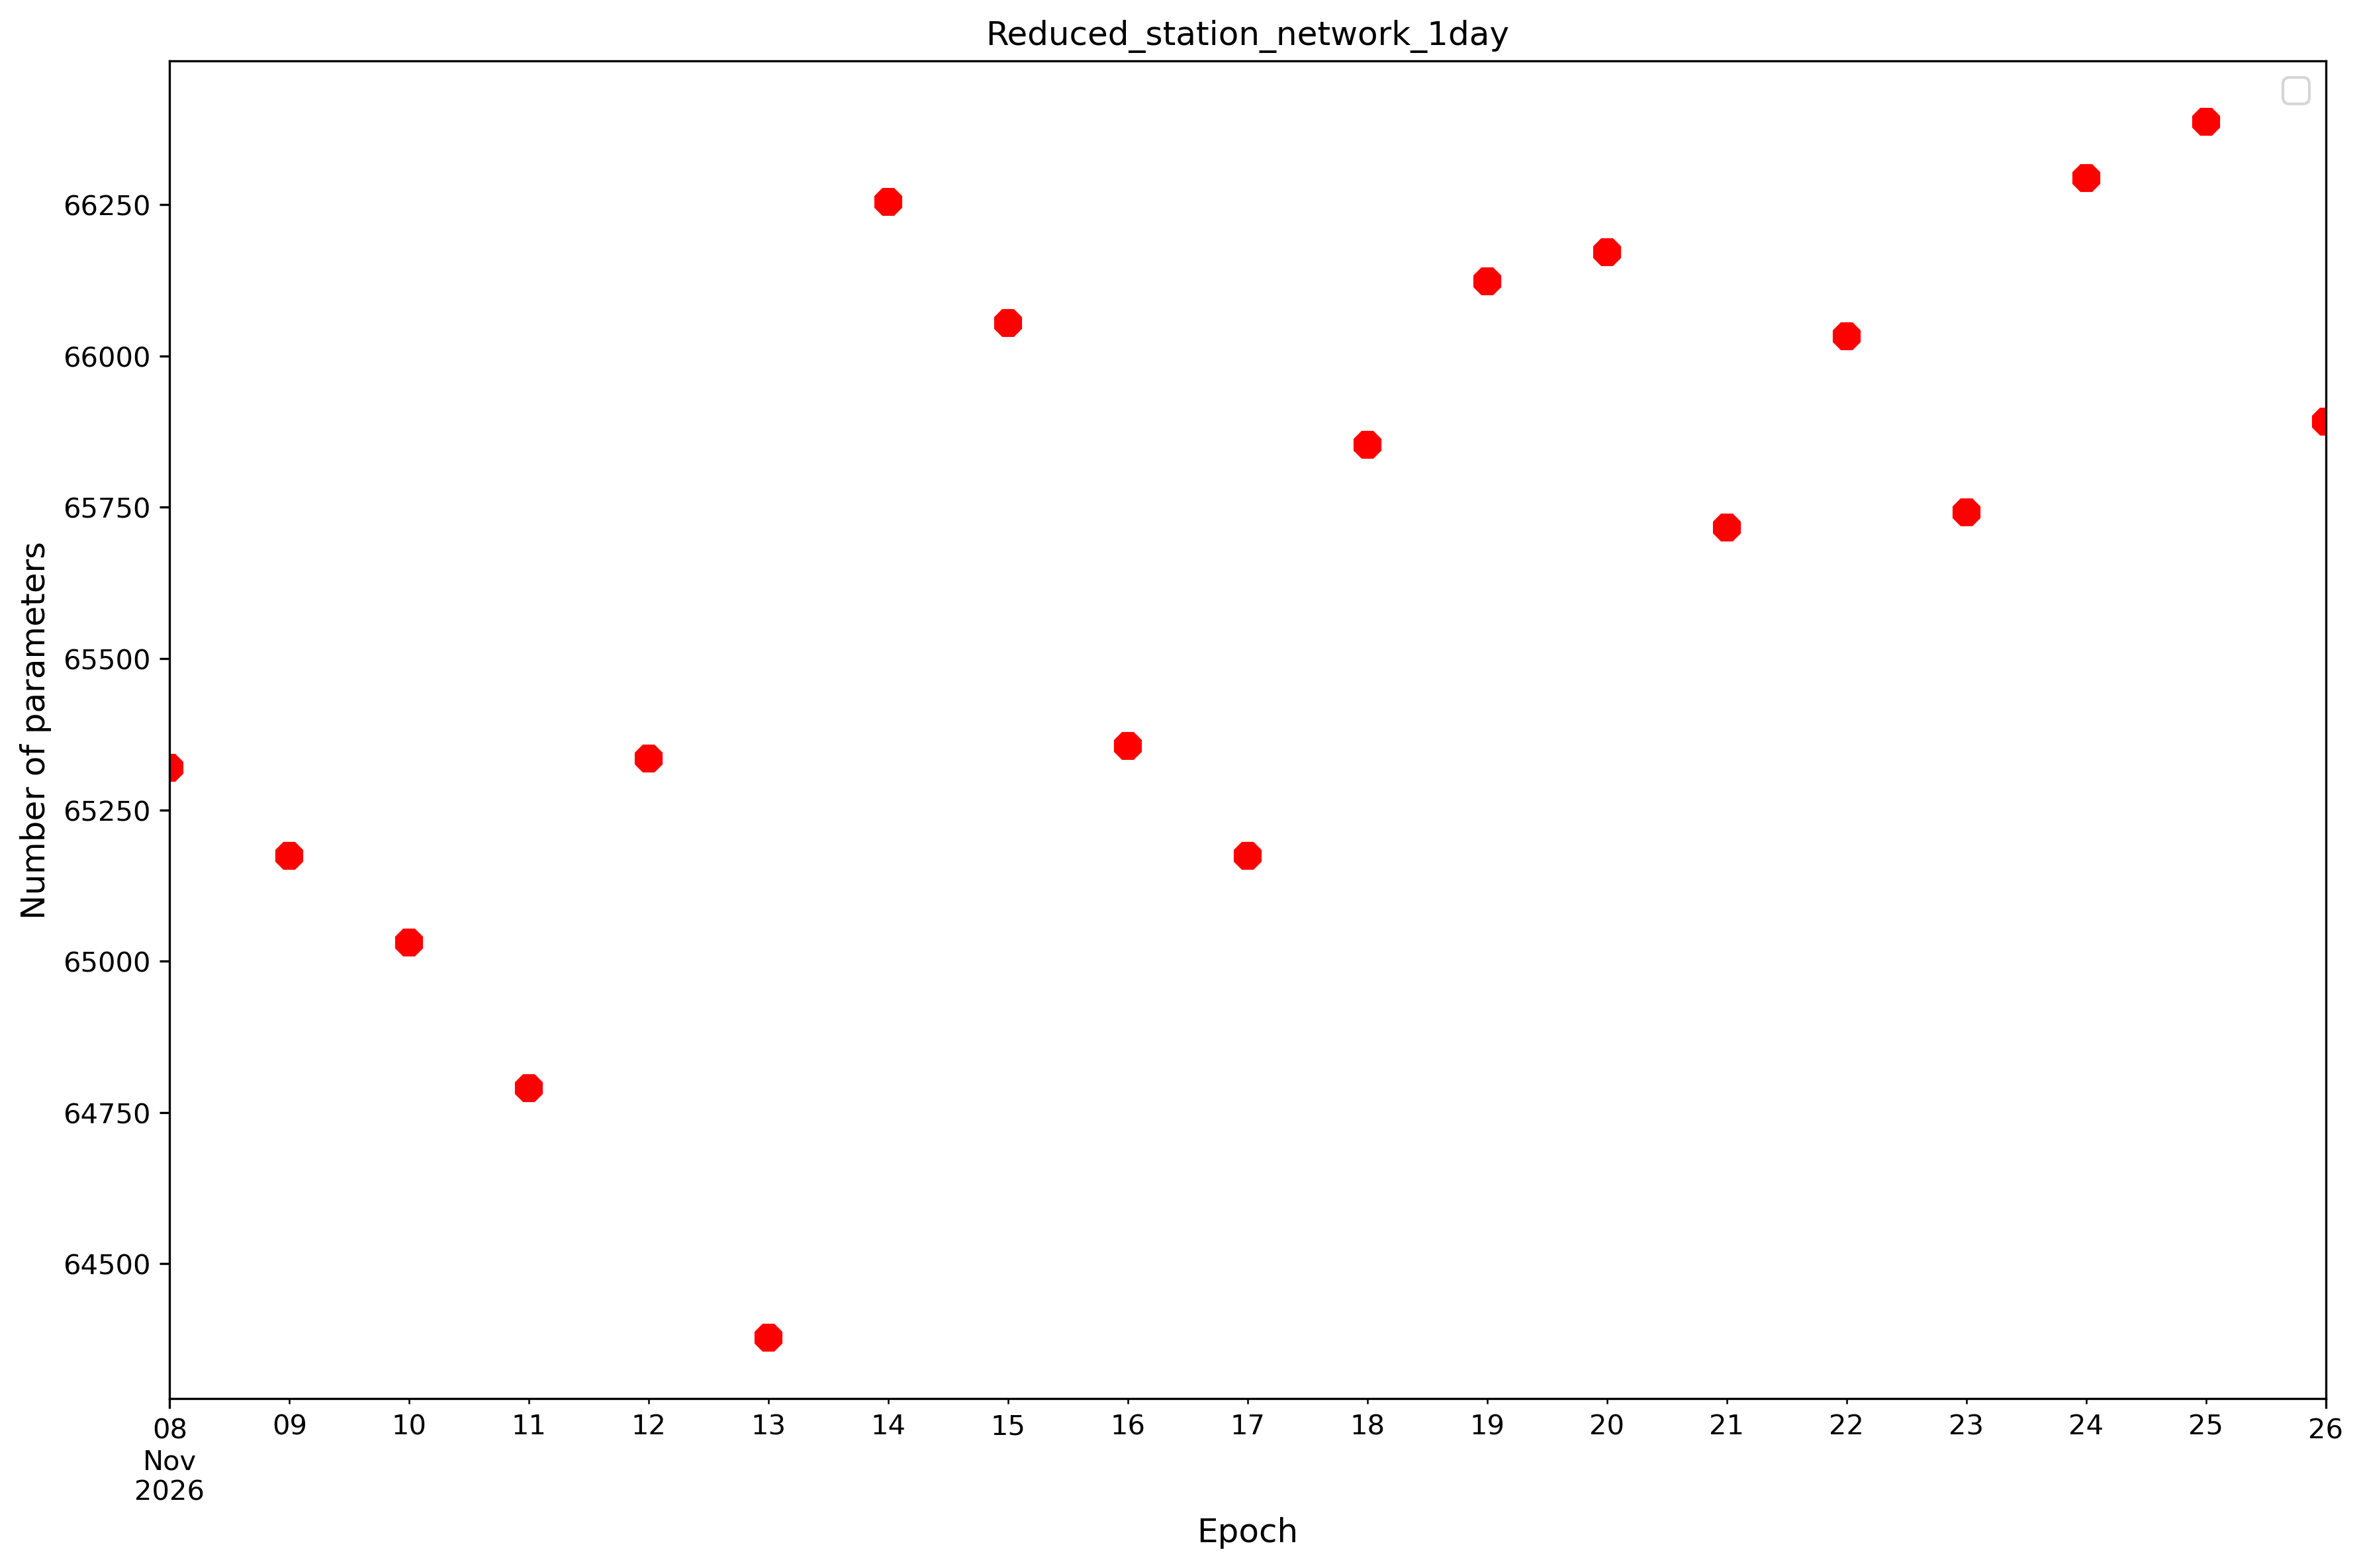 Reduced_station_network_1day
66250
66000
65750
65500
65250
65000
64750
64500
Number of parameters
08 09 10 11 12 13 14 15 16 17 18 19 20 21 22 23 24 25 26
Nov
2026
Epoch